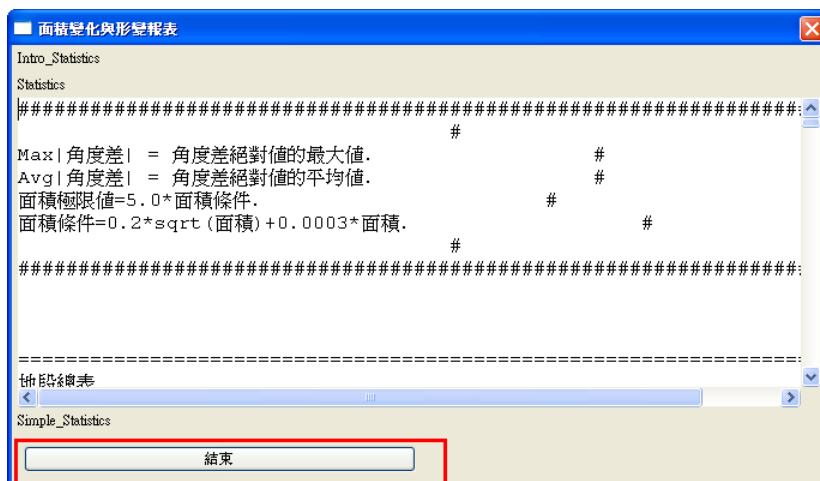 面積變化與形變報表
Intro_Statistics
Statistics
##################################################################
#
Max|角度差| = 角度差絕對值的最大值. #
Avg|角度差| = 角度差絕對值的平均值. #
面積極限值=5.0*面積條件. #
面積條件=0.2*sqrt(面積)+0.0003*面積. #
#
##################################################################
==================================================================
地段總表
Simple_Statistics
結束